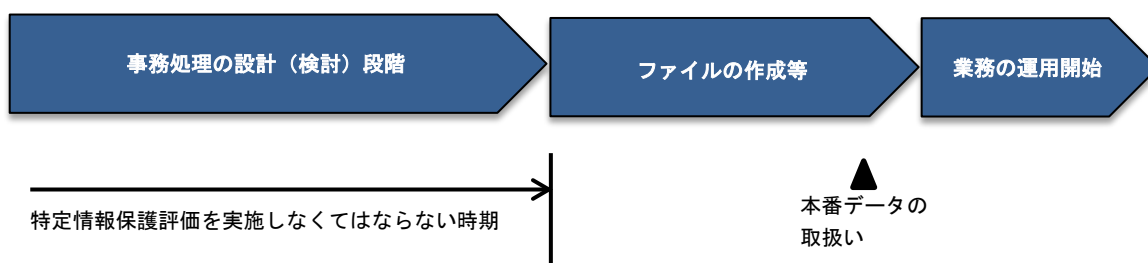 事務処理の設計（検討）段階
ファイルの作成等
業務の運用開始
特定情報保護評価を実施しなくてはならない時期
本番データの
取扱い